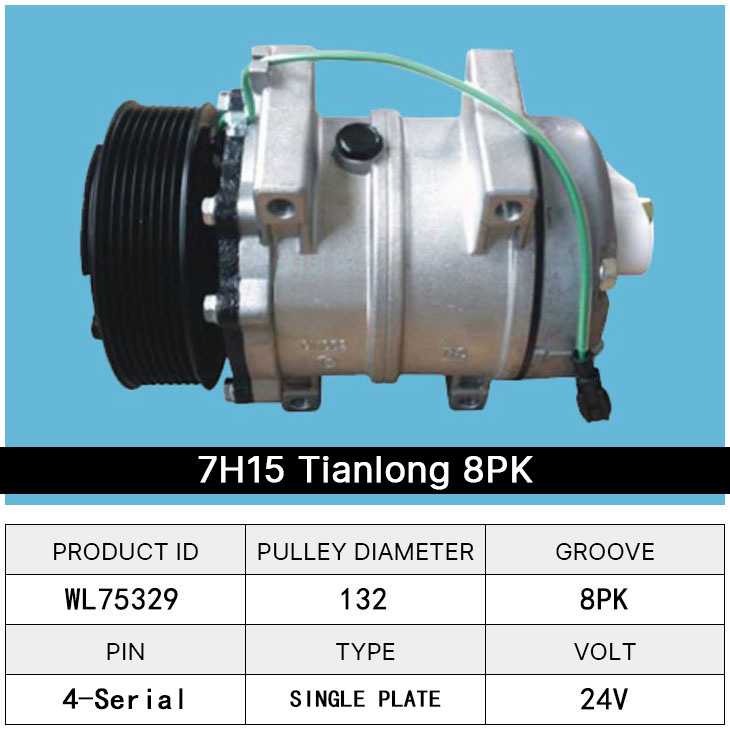 7H15 Tianlong 8PK
PRODUCT ID PULLEY DIAMETER GROOVE
WL75329 132 8PK
PIN TYPE VOLT
4-Serial SINGLE PLATE 24V